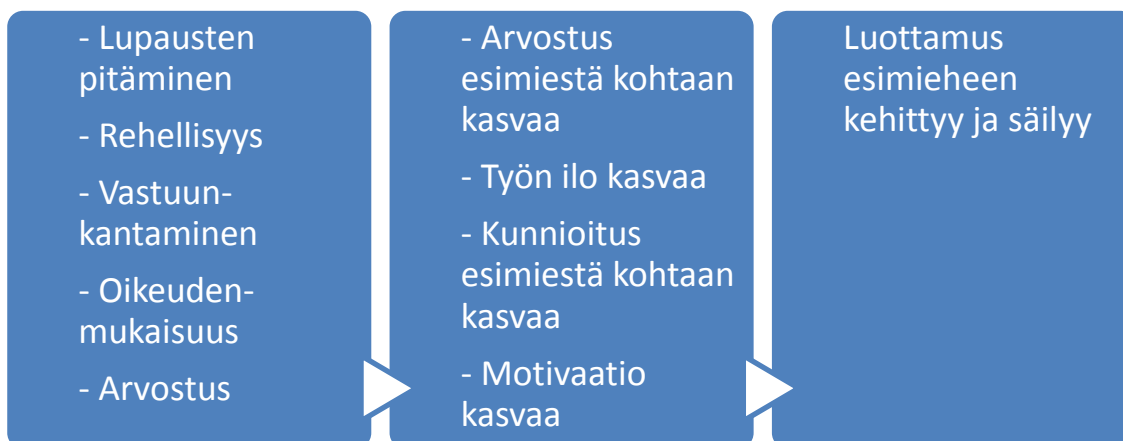 - Lupausten
pitäminen
- Rehellisyys
- Vastuun-
kantaminen
- Oikeuden-
mukaisuus
- Arvostus
- Arvostus
esimiestä kohtaan
kasvaa
- Työn ilo kasvaa
- Kunnioitus
esimiestä kohtaan
kasvaa
- Motivaatio
kasvaa
Luottamus
esimieheen
kehittyy ja säilyy